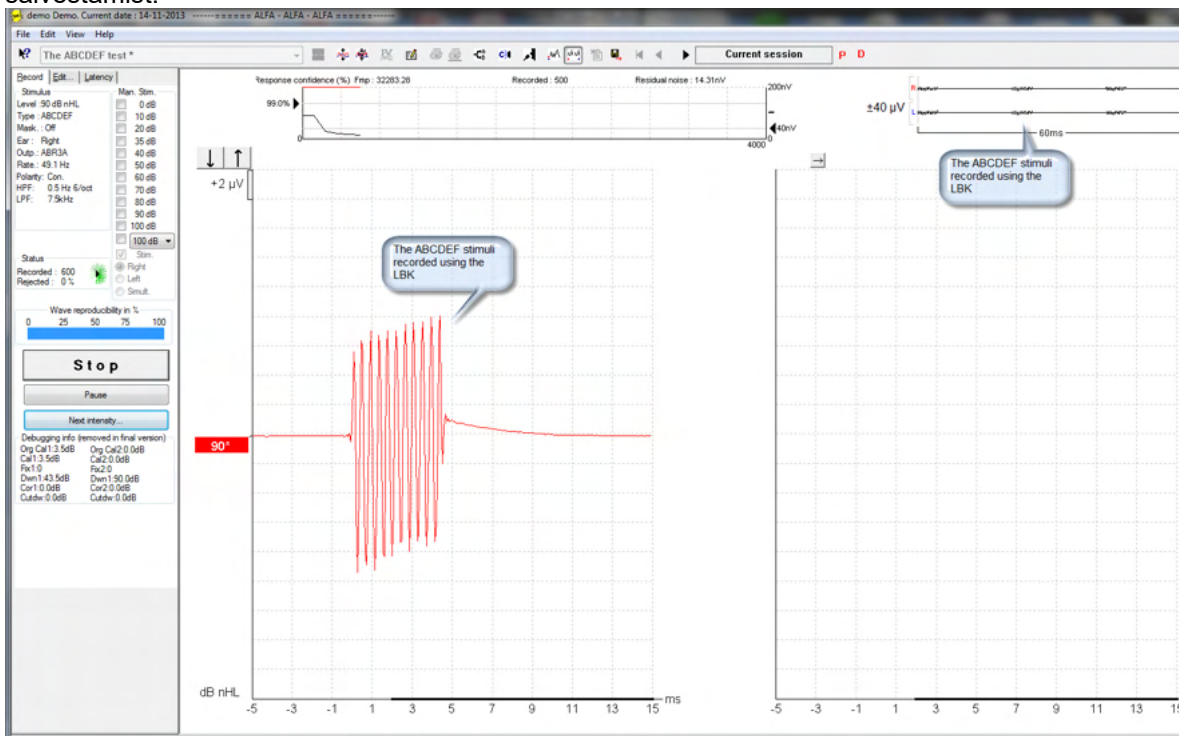 salvestamist.
demo Demo. Current date : 14-11-2013 ------====== ALFA - ALFA - ALFA ======------
File Edit View Help
The ABCDEF test *
Current session
P D
Record Edit... Latency
Stimulus
Level :90 dB nHL
Type : ABCDEF
Mask. : Off
Ear : Right
Outp.: ABR3A
Rate.: 49.1 Hz
Polarity: Con.
HPF: 0.5 Hz 6/oct
LPF: 7.5kHz
Man. Stim.
0 dB
10 dB
20 dB
35 dB
40 dB
50 dB
60 dB
70 dB
80 dB
90 dB
100 dB
100 dB
Stim.
Right
Left
Simult.
Status
Recorded : 600
Rejected : 0 %
Wave reproducibility in %
0 25 50 75 100
Stop
Pause
Next intensity...
Debugging info (removed in final version)
Org Cal1:3.5dB Org Cal2:0.0dB
Cal1:3.5dB Cal2:0.0dB
Fix1:0 Fix2:0
Dwn1:43.5dB Dwn1:90.0dB
Cor1:0.0dB Cor2:0.0dB
Cutdw:0.0dB Cutdw:0.0dB
Response confidence (%) Fmp : 32283.28 Recorded : 500 Residual noise : 14.31nV
99.0%
200nV
40nV
0
4000
+2 µV
The ABCDEF stimuli
recorded using the
LBK
90*
dB nHL
-5 -3 -1 1 3 5 7 9 11 13 15 ms
±40 µV
R
L
60ms
The ABCDEF stimuli
recorded using the
LBK
-5 -3 -1 1 3 5 7 9 11 13 15